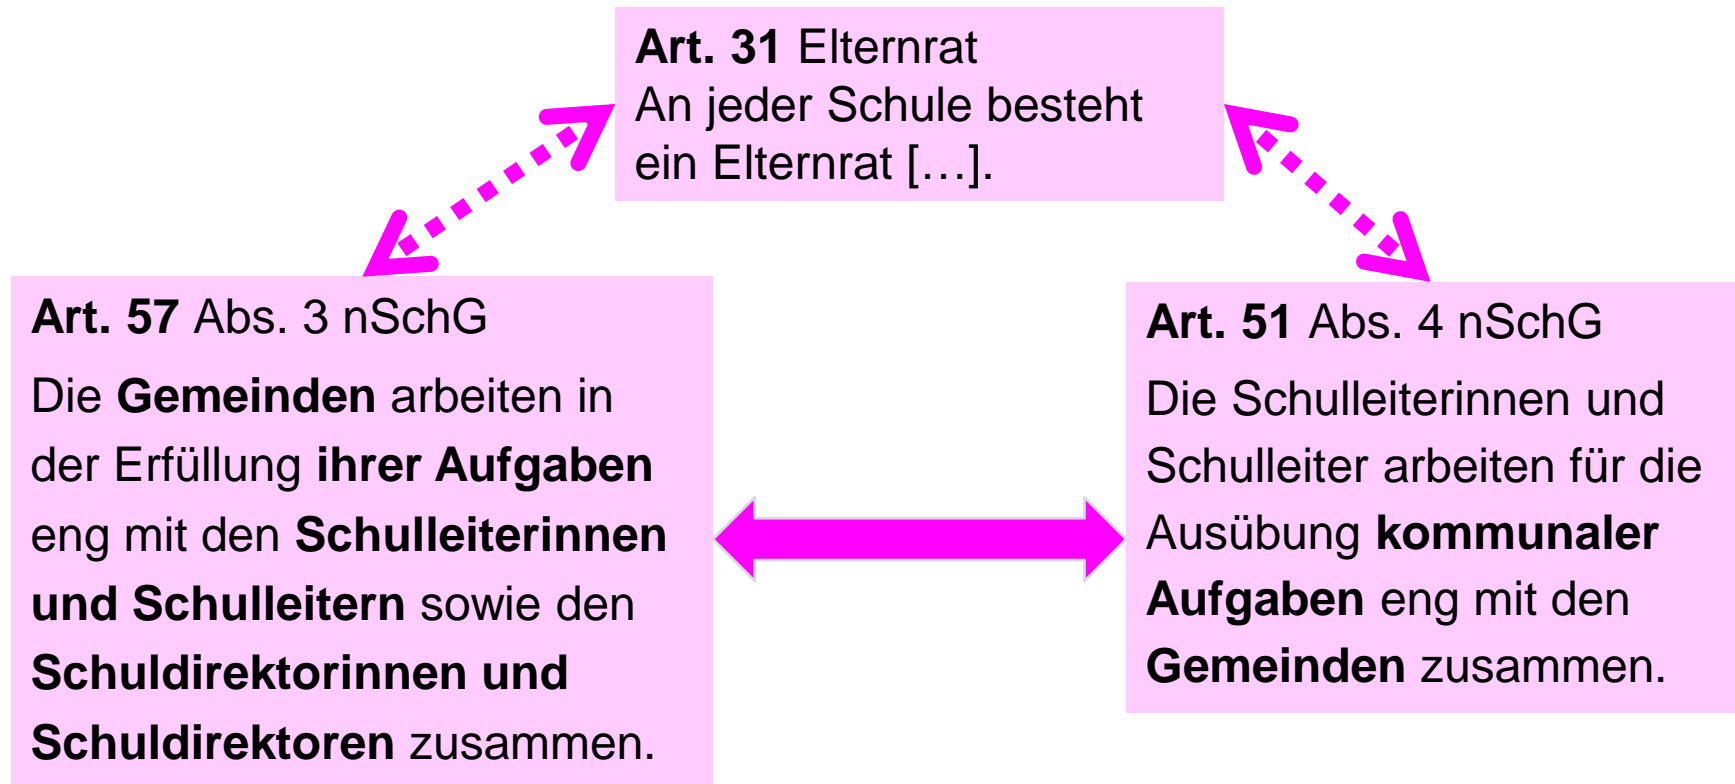 Art. 31 Elternrat
An jeder Schule besteht
ein Elternrat […].
Art. 57 Abs. 3 nSchG
Die Gemeinden arbeiten in
der Erfüllung ihrer Aufgaben
eng mit den Schulleiterinnen
und Schulleitern sowie den
Schuldirektorinnen und
Schuldirektoren zusammen.
Art. 51 Abs. 4 nSchG
Die Schulleiterinnen und
Schulleiter arbeiten für die
Ausübung kommunaler
Aufgaben eng mit den
Gemeinden zusammen.